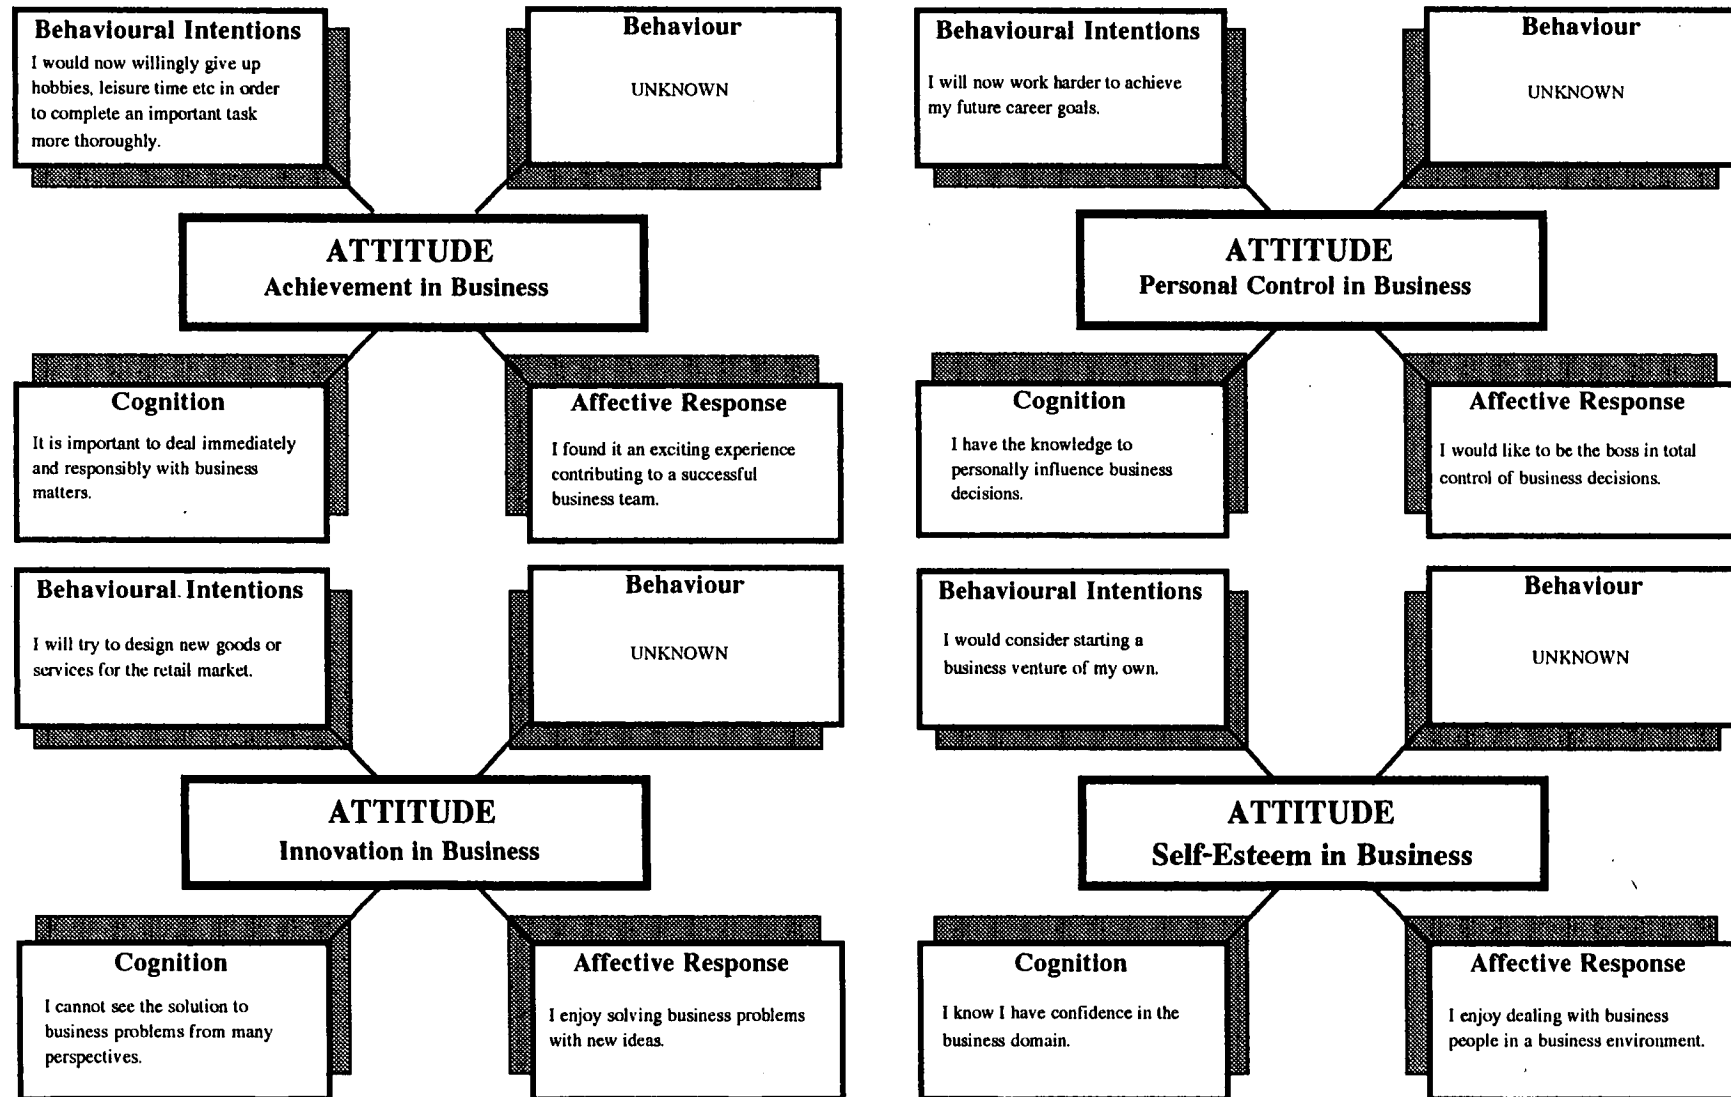 Behavioural Intentions
I would now willingly give up
hobbies, leisure time etc in order
to complete an important task
more thoroughly.
Behaviour
UNKNOWN
ATTITUDE
Achievement in Business
Cognition
It is important to deal immediately
and responsibly with business
matters.
Affective Response
I found it an exciting experience
contributing to a successful
business team.
Behavioural Intentions
I will now work harder to achieve
my future career goals.
Behaviour
UNKNOWN
ATTITUDE
Personal Control in Business
Cognition
I have the knowledge to
personally influence business
decisions.
Affective Response
I would like to be the boss in total
control of business decisions.
Behavioural Intentions
I will try to design new goods or
services for the retail market.
Behaviour
UNKNOWN
ATTITUDE
Innovation in Business
Cognition
I cannot see the solution to
business problems from many
perspectives.
Affective Response
I enjoy solving business problems
with new ideas.
Behavioural Intentions
I would consider starting a
business venture of my own.
Behaviour
UNKNOWN
ATTITUDE
Self-Esteem in Business
Cognition
I know I have confidence in the
business domain.
Affective Response
I enjoy dealing with business
people in a business environment.